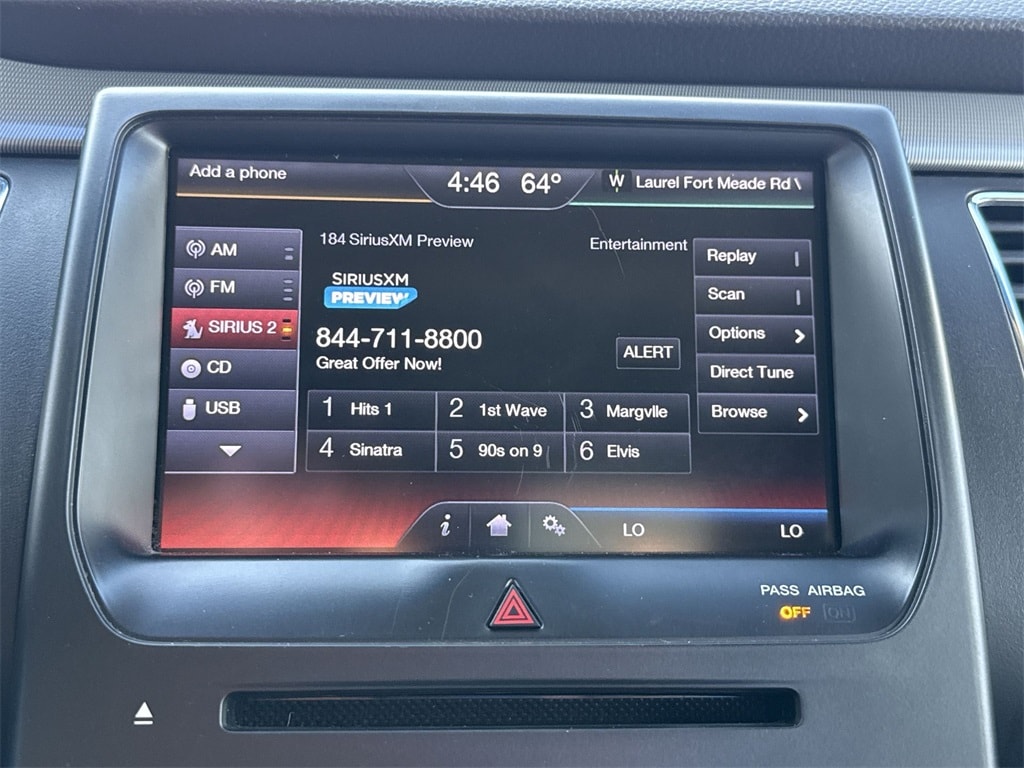 Add a phone
4:46 64°
W Laurel Fort Meade Rd \
AM
FM
SIRIUS 2
CD
USB
184 SiriusXM Preview
Entertainment
SIRIUSXM
PREVIEW
844-711-8800
Great Offer Now!
ALERT
1 Hits 1
2 1st Wave
3 Margvlle
4 Sinatra
5 90s on 9
6 Elvis
Replay
Scan
Options
Direct Tune
Browse
i
LO
LO
PASS AIRBAG
OFF ON